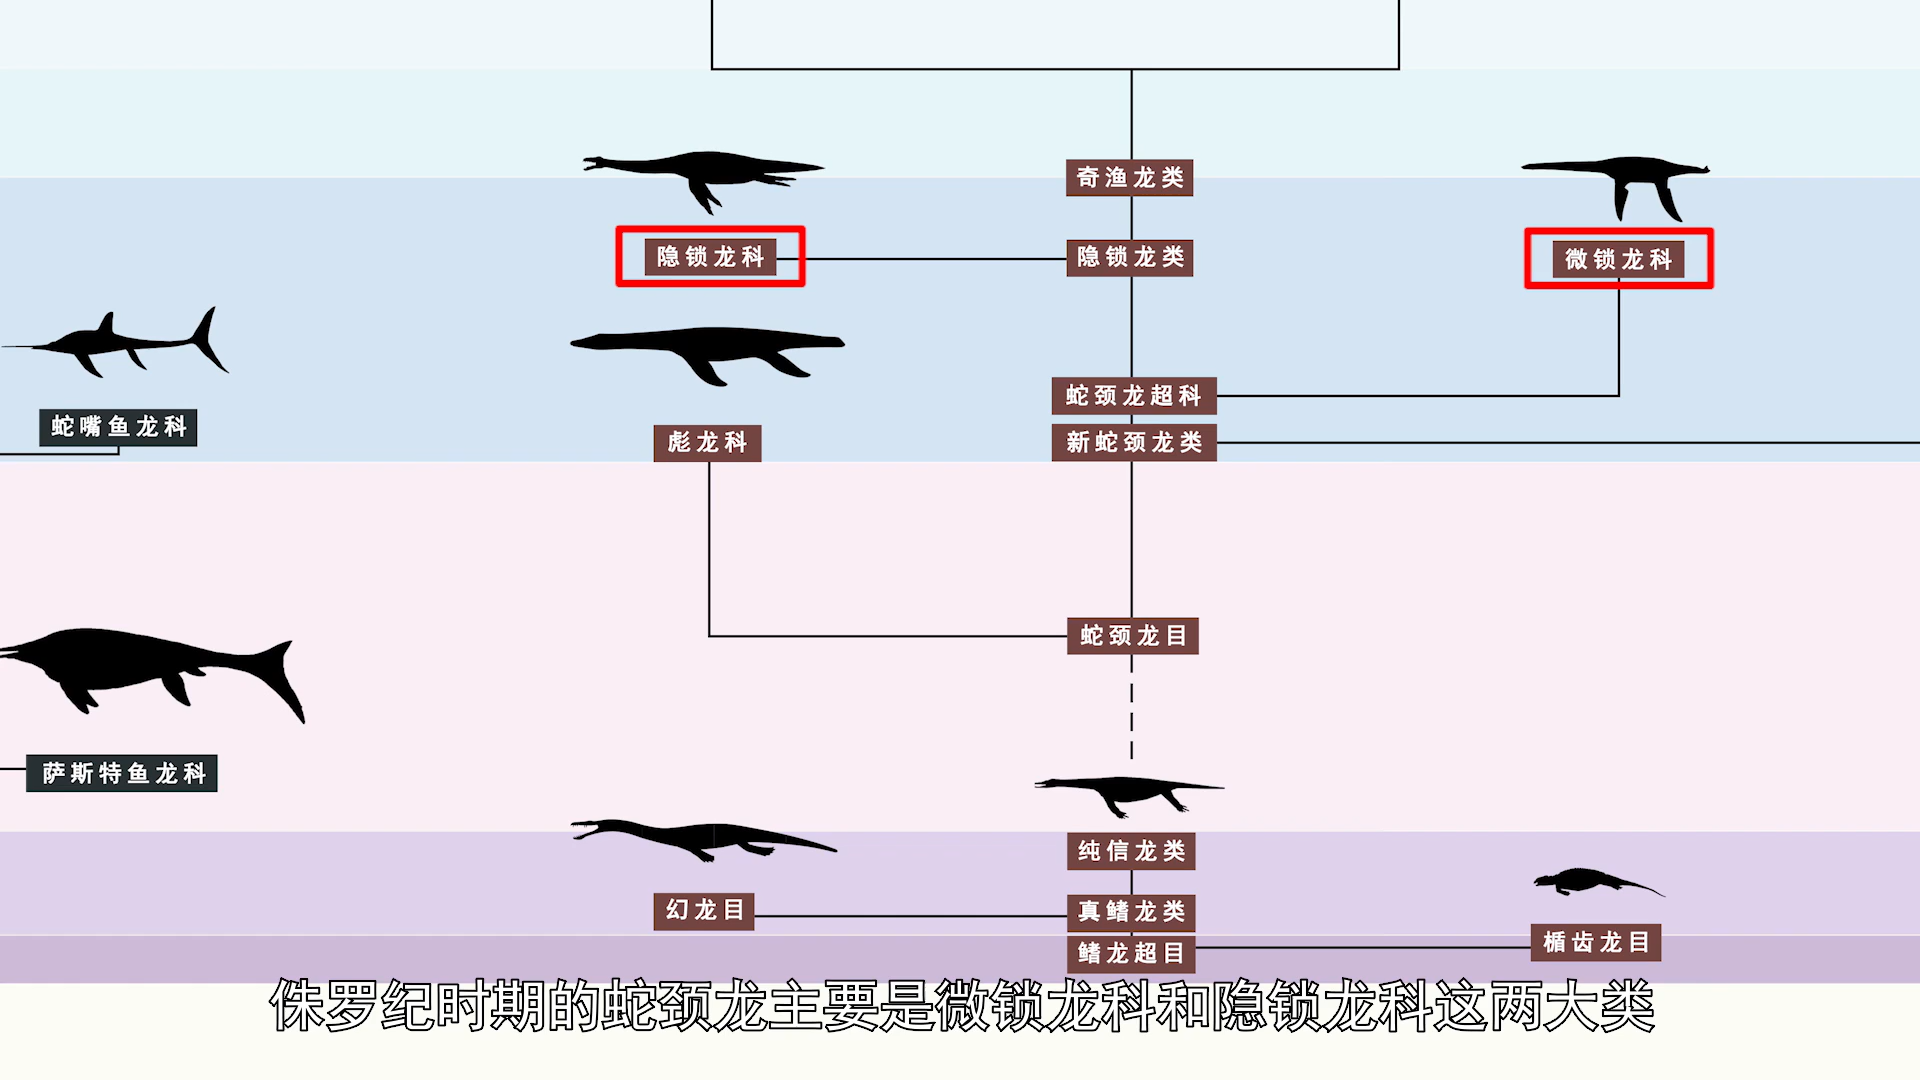 奇渔龙类
隐锁龙科
隐锁龙类
微锁龙科
蛇颈龙超科
蛇嘴鱼龙科
彪龙科
新蛇颈龙类
蛇颈龙目
萨斯特鱼龙科
纯信龙类
幻龙目
真鳍龙类
鳍龙超目
楯齿龙目
侏罗纪时期的蛇颈龙主要是微锁龙科和隐锁龙科这两大类